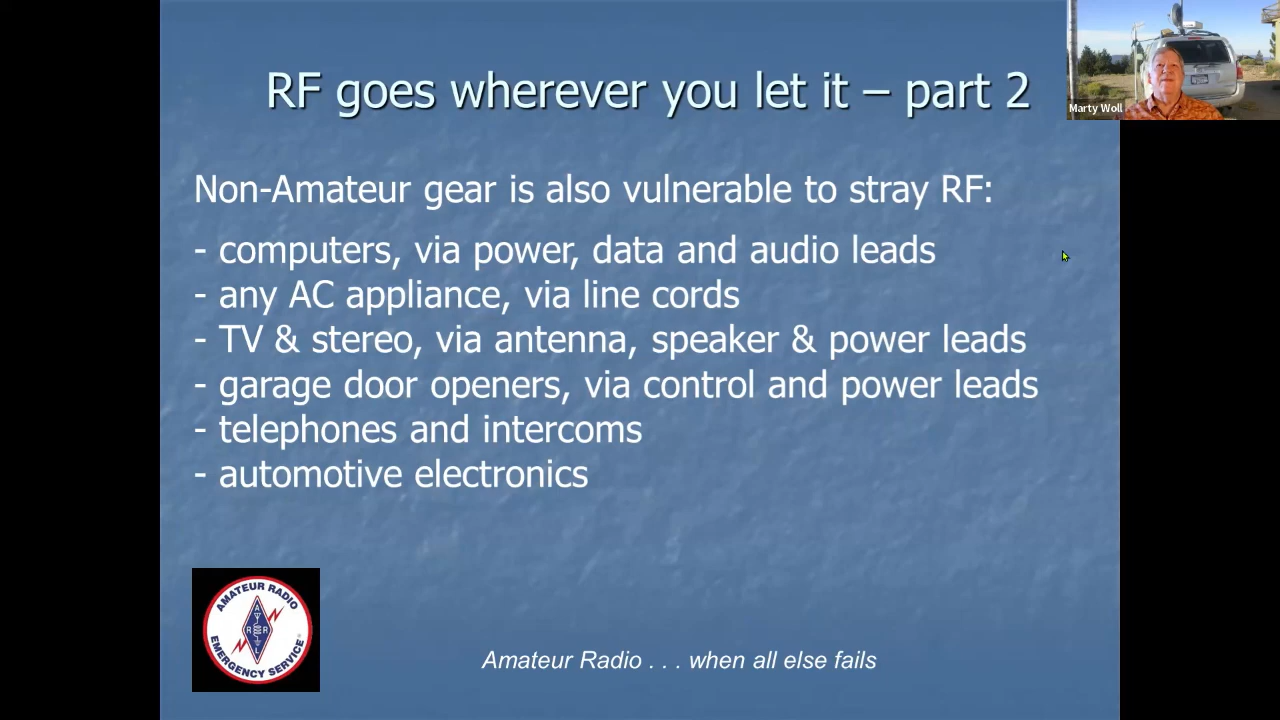 RF goes wherever you let it – part 2
Marty Woll
Non-Amateur gear is also vulnerable to stray RF:
- computers, via power, data and audio leads
- any AC appliance, via line cords
- TV & stereo, via antenna, speaker & power leads
- garage door openers, via control and power leads
- telephones and intercoms
- automotive electronics
AMATEUR RADIO
A
R R
L
EMERGENCY SERVICE
Amateur Radio . . . when all else fails